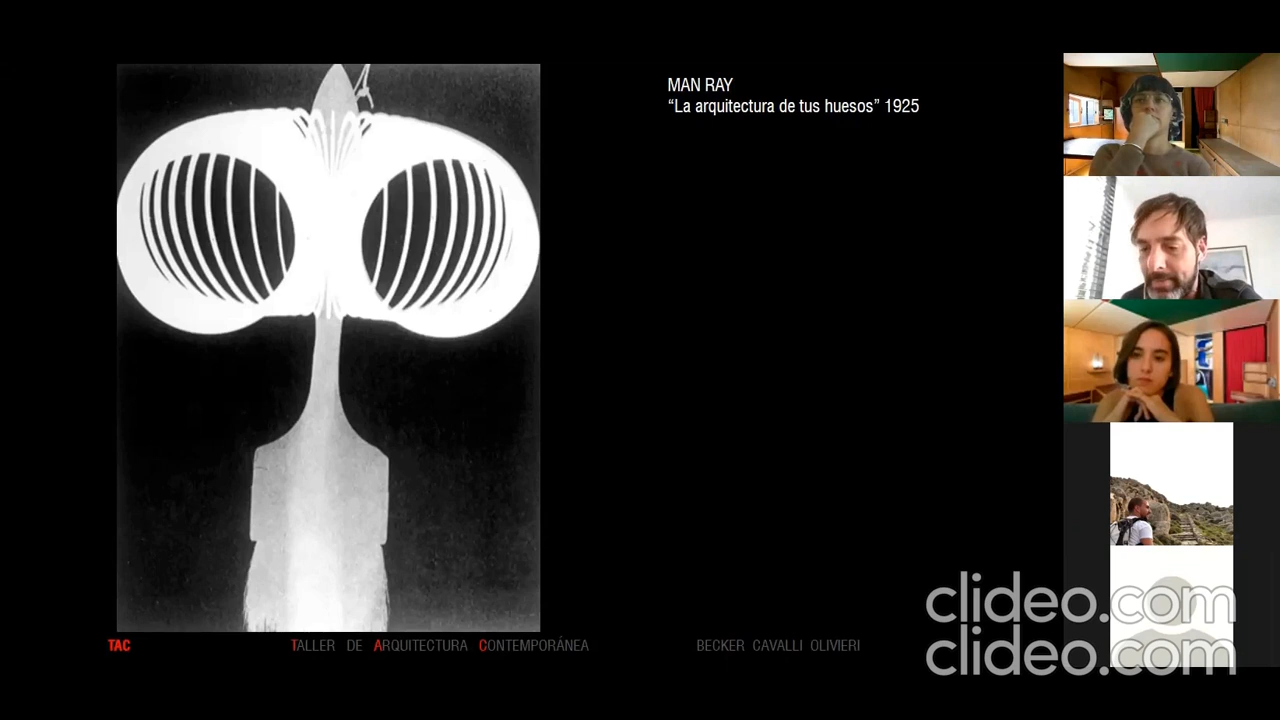 MAN RAY
“La arquitectura de tus huesos” 1925
TAC TALLER DE ARQUITECTURA CONTEMPORÁNEA BECKER CAVALLI OLIVIERI
clideo.com
clideo.com